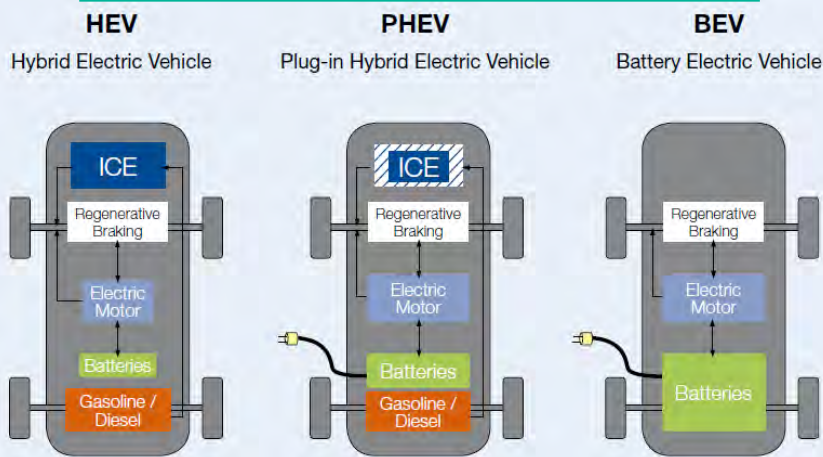 HEV
Hybrid Electric Vehicle
ICE
Regenerative
Braking
Electric
Motor
Batteries
Gasoline /
Diesel
PHEV
Plug-in Hybrid Electric Vehicle
ICE
Regenerative
Braking
Electric
Motor
Batteries
Gasoline /
Diesel
BEV
Battery Electric Vehicle
Regenerative
Braking
Electric
Motor
Batteries